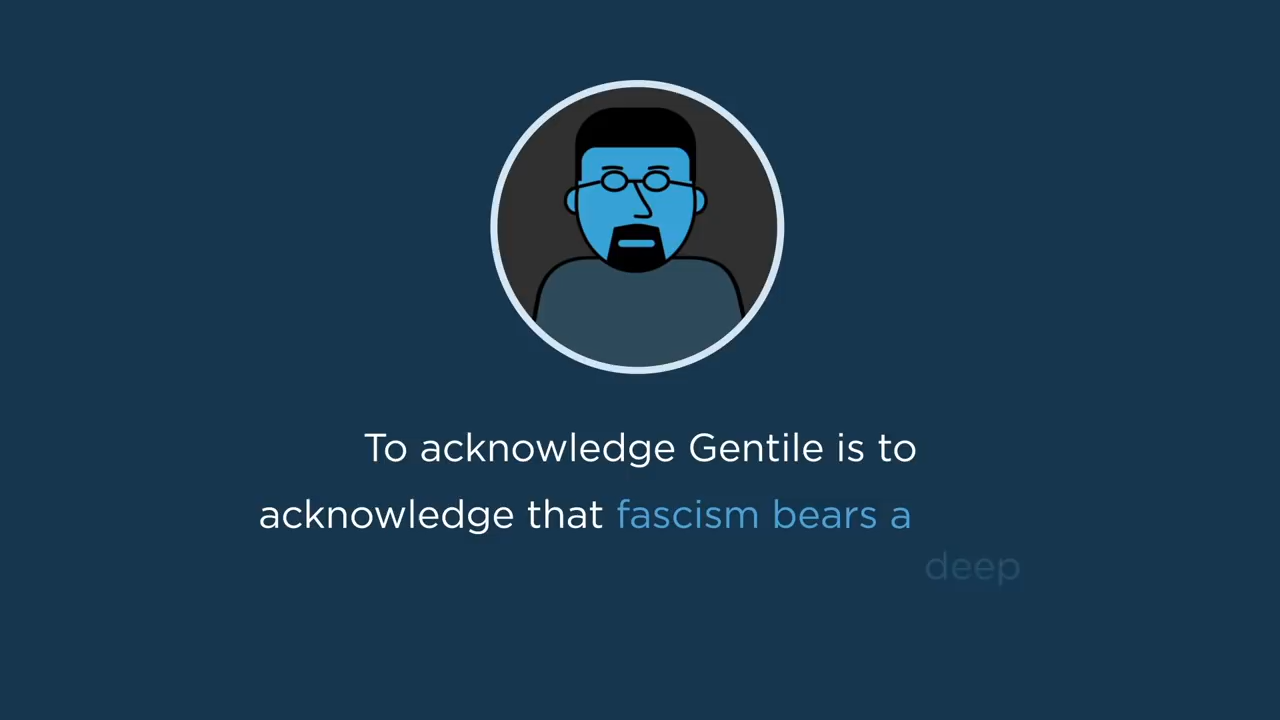 To acknowledge Gentile is to
acknowledge that fascism bears a
deep